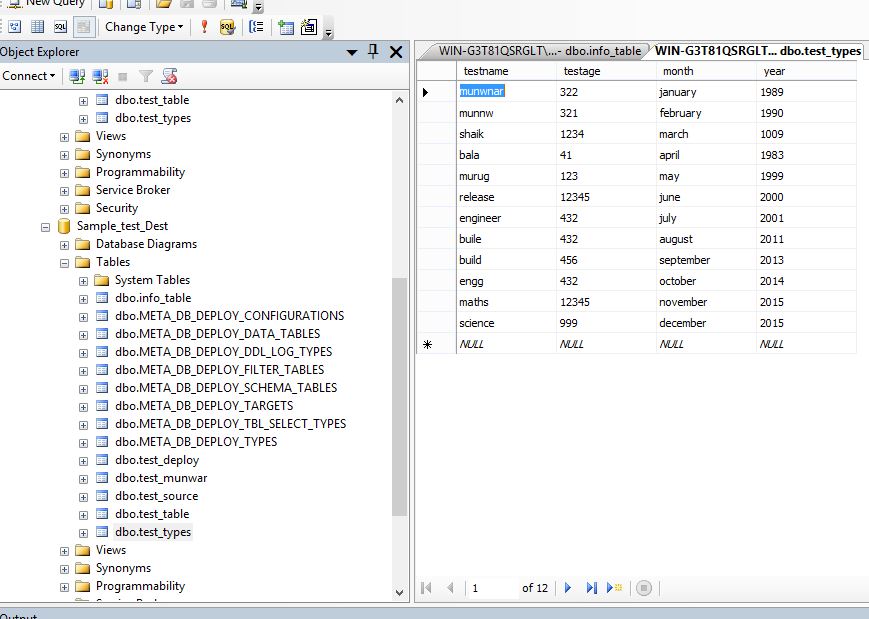 New Query
Change Type
Object Explorer
Connect
dbo.test_table
dbo.test_types
Views
Synonyms
Programmability
Service Broker
Security
Sample_test_Dest
Database Diagrams
Tables
System Tables
dbo.info_table
dbo.META_DB_DEPLOY_CONFIGURATIONS
dbo.META_DB_DEPLOY_DATA_TABLES
dbo.META_DB_DEPLOY_DDL_LOG_TYPES
dbo.META_DB_DEPLOY_FILTER_TABLES
dbo.META_DB_DEPLOY_SCHEMA_TABLES
dbo.META_DB_DEPLOY_TARGETS
dbo.META_DB_DEPLOY_TBL_SELECT_TYPES
dbo.META_DB_DEPLOY_TYPES
dbo.test_deploy
dbo.test_munwar
dbo.test_source
dbo.test_table
dbo.test_types
Views
Synonyms
Programmability
WIN-G3T81QSRGLT\...- dbo.info_table WIN-G3T81QSRGLT... dbo.test_types
testname testage month year
munwnar 322 january 1989
munnw 321 february 1990
shaik 1234 march 1009
bala 41 april 1983
murug 123 may 1999
release 12345 june 2000
engineer 432 july 2001
buile 432 august 2011
build 456 september 2013
engg 432 october 2014
maths 12345 november 2015
science 999 december 2015
NULL NULL NULL NULL
1 of 12
Output